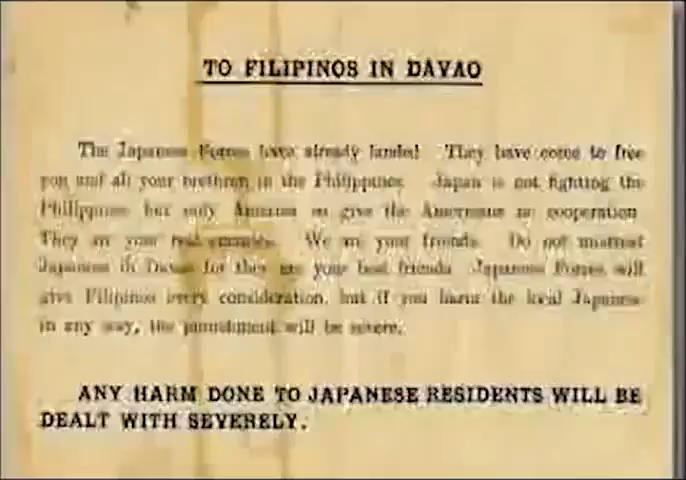 TO FILIPINOS IN DAVAO
The Japanese Forces have already landed. They have come to free
you and all your brethren in the Philippines. Japan is not fighting the
Philippines but only America so give the Americans no cooperation.
They are your real enemies. We are your friends. Do not mistreat
Japanese in Davao for they are your best friends. Japanese Forces will
give Filipinos every consideration, but if you harm the local Japanese
in any way, the punishment will be severe.
ANY HARM DONE TO JAPANESE RESIDENTS WILL BE
DEALT WITH SEVERELY.